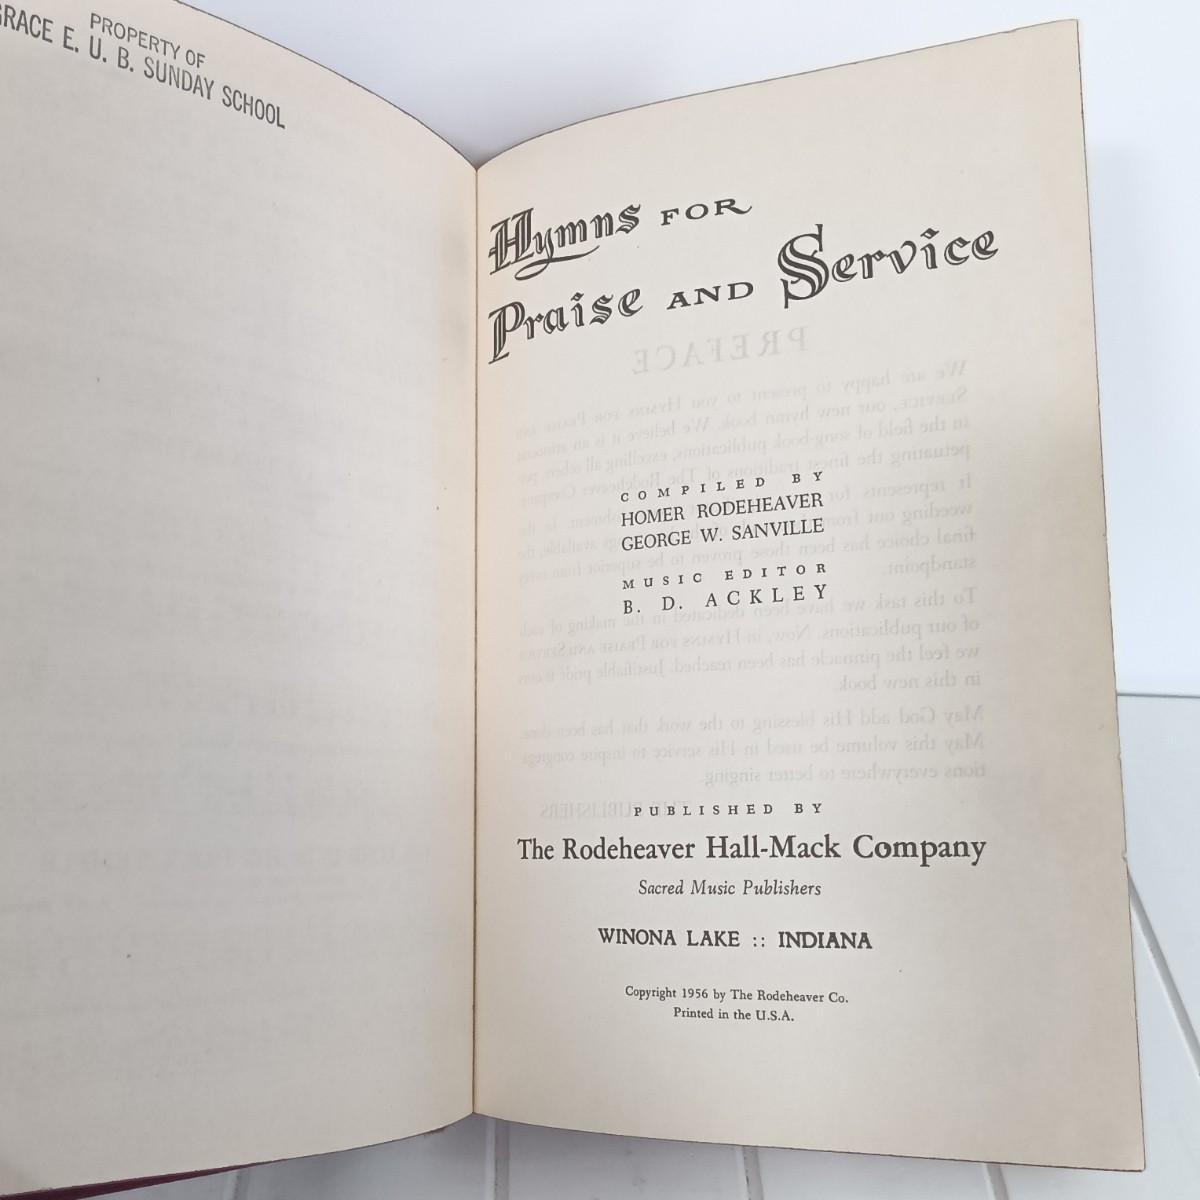 PROPERTY OF
GRACE E. U. B. SUNDAY SCHOOL
Hymns FOR
Praise AND Service
COMPILED BY
HOMER RODEHEAVER
GEORGE W. SANVILLE
MUSIC EDITOR
B. D. ACKLEY
PUBLISHED BY
The Rodeheaver Hall-Mack Company
Sacred Music Publishers
WINONA LAKE :: INDIANA
Copyright 1956 by The Rodeheaver Co.
Printed in the U.S.A.